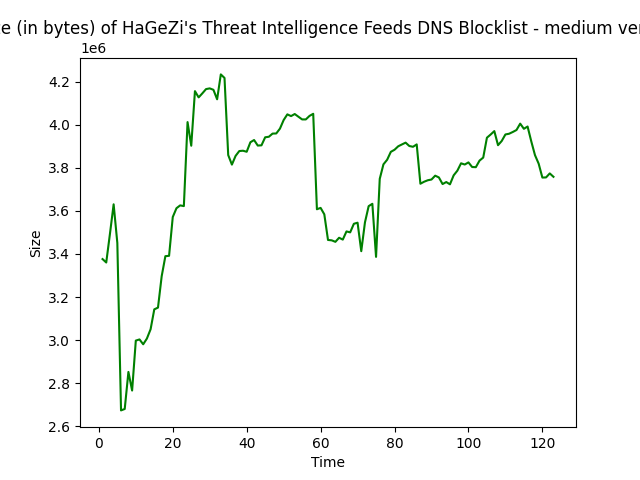 e (in bytes) of HaGeZi's Threat Intelligence Feeds DNS Blocklist - medium ver
1e6
4.2
4.0
3.8
3.6
3.4
3.2
3.0
2.8
2.6
Size
0 20 40 60 80 100 120
Time